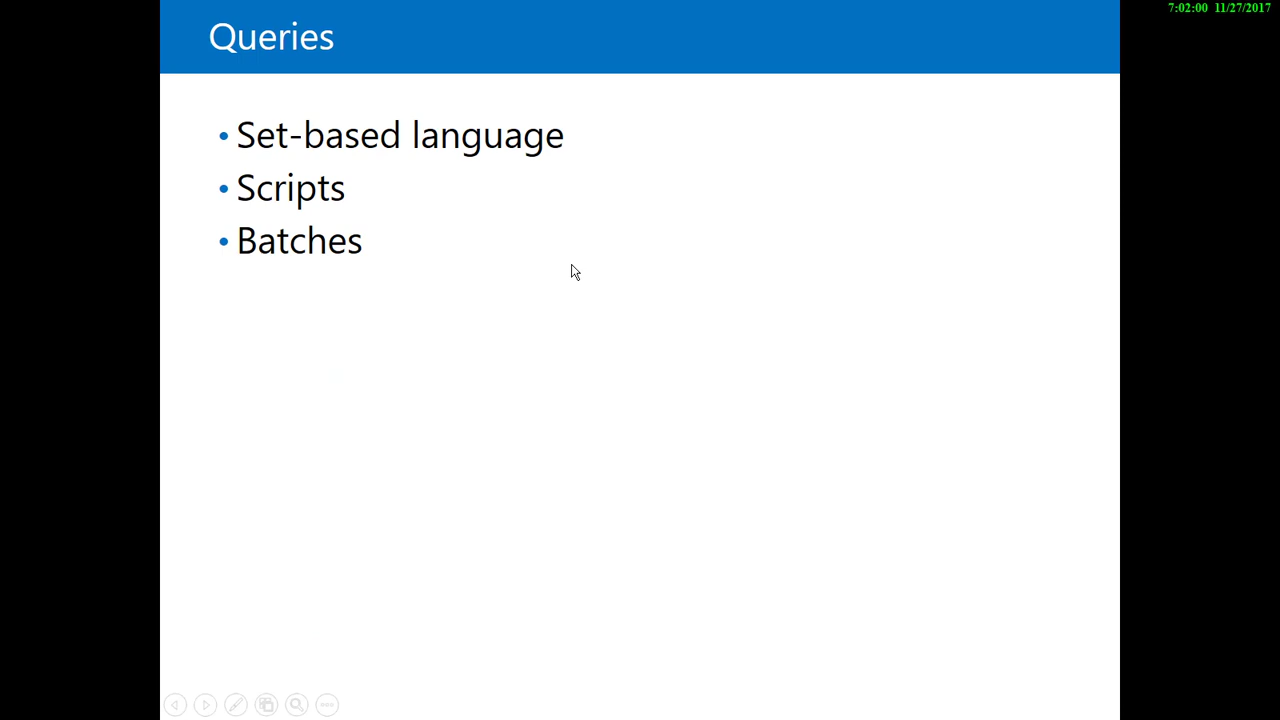 7:02:00 11/27/2017
Queries
• Set-based language
• Scripts
• Batches